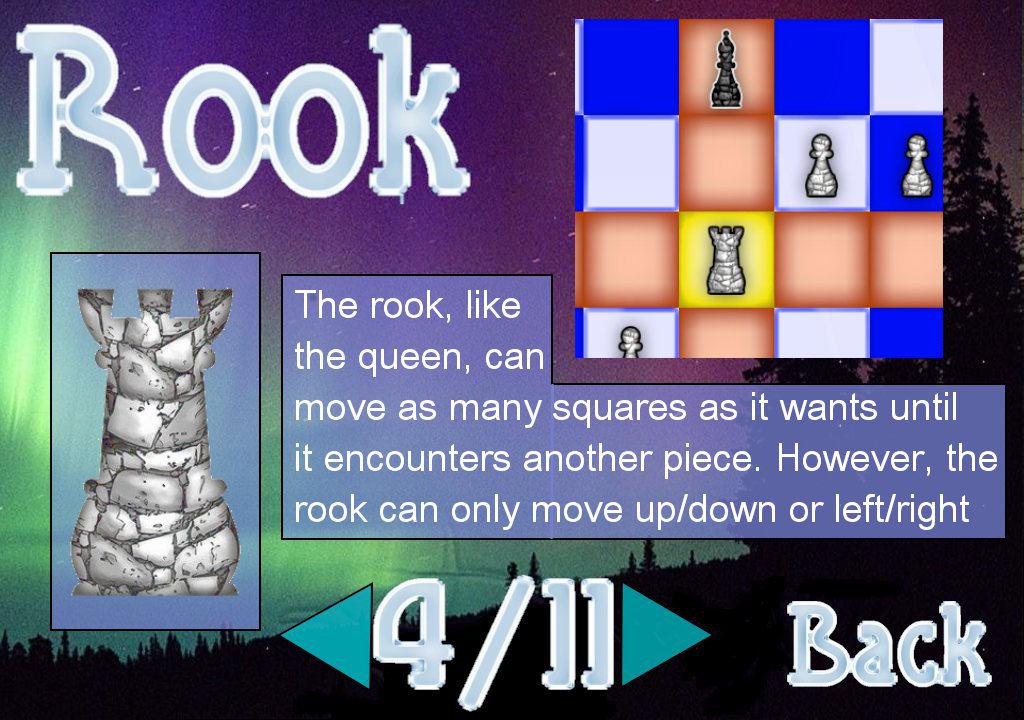 Rook
The rook, like
the queen, can
move as many squares as it wants until
it encounters another piece. However, the
rook can only move up/down or left/right
4/11
Back